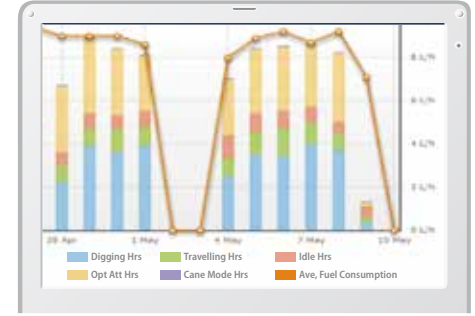 8 L/h
6 L/h
4 L/h
0 L/h
28 Apr 1 May 4 May 7 May 10 May
Digging Hrs Travelling Hrs Idle Hrs
Opt Att Hrs Cane Mode Hrs Ave, Fuel Consumption